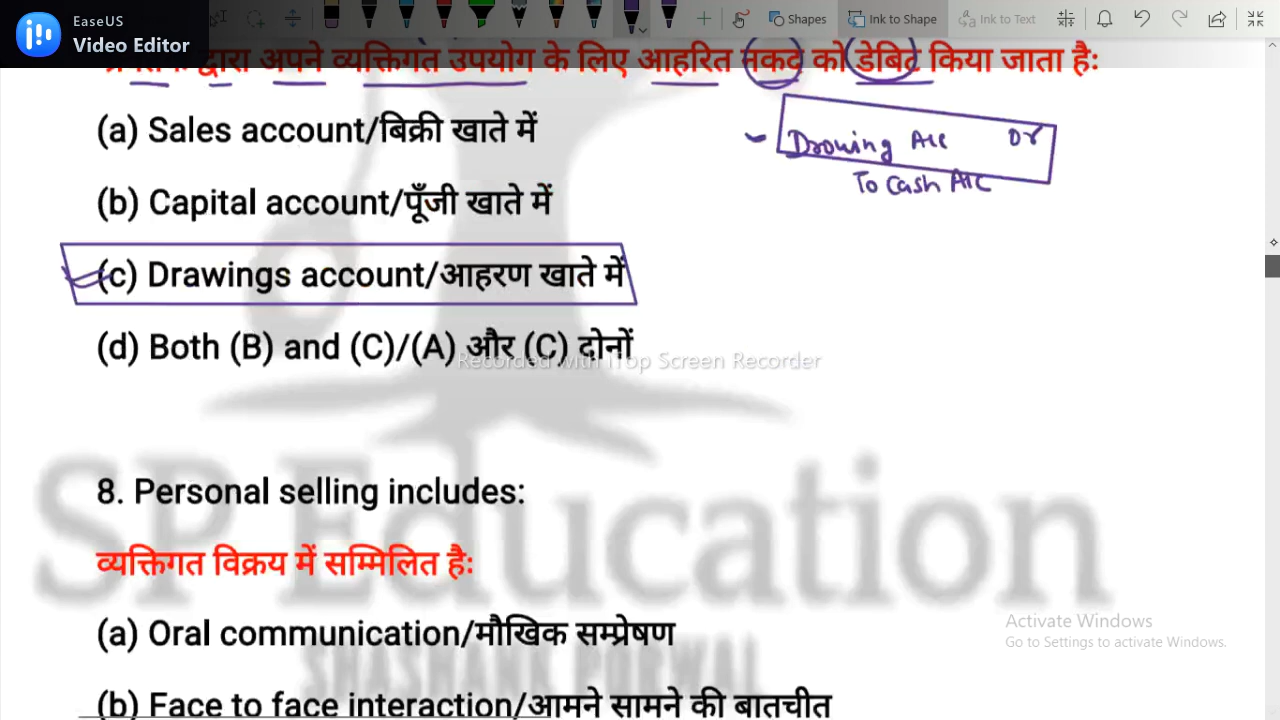 EaseUS
Video Editor
Shapes
Ink to Shape
Ink to Text
द्वारा अपने व्यक्तिगत उपयोग के लिए आहरित नकद को डेबिट किया जाता है:
(a) Sales account/बिक्री खाते में
Drowing A/c Dr
To Cash A/C
(b) Capital account/पूँजी खाते में
(c) Drawings account/आहरण खाते में
(d) Both (B) and (C)/(A) और (C) दोनों
Recorded with iTop Screen Recorder
SP Education
8. Personal selling includes:
व्यक्तिगत विक्रय में सम्मिलित है:
(a) Oral communication/मौखिक सम्प्रेषण
Activate Windows
Go to Settings to activate Windows.
(b) Face to face interaction/आमने सामने की बातचीत